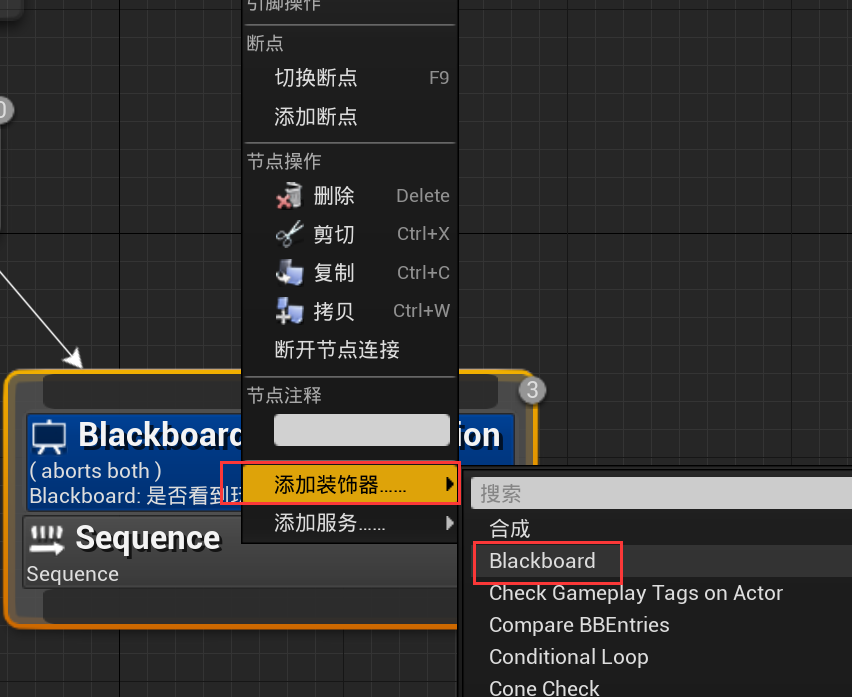 引脚操作
断点
切换断点 F9
添加断点
节点操作
删除 Delete
剪切 Ctrl+X
复制 Ctrl+C
拷贝 Ctrl+W
断开节点连接
节点注释
3
Blackboard
ion
( aborts both )
Blackboard: 是否看到
添加装饰器……
添加服务……
Sequence
Sequence
搜索
合成
Blackboard
Check Gameplay Tags on Actor
Compare BBEntries
Conditional Loop
Cone Check